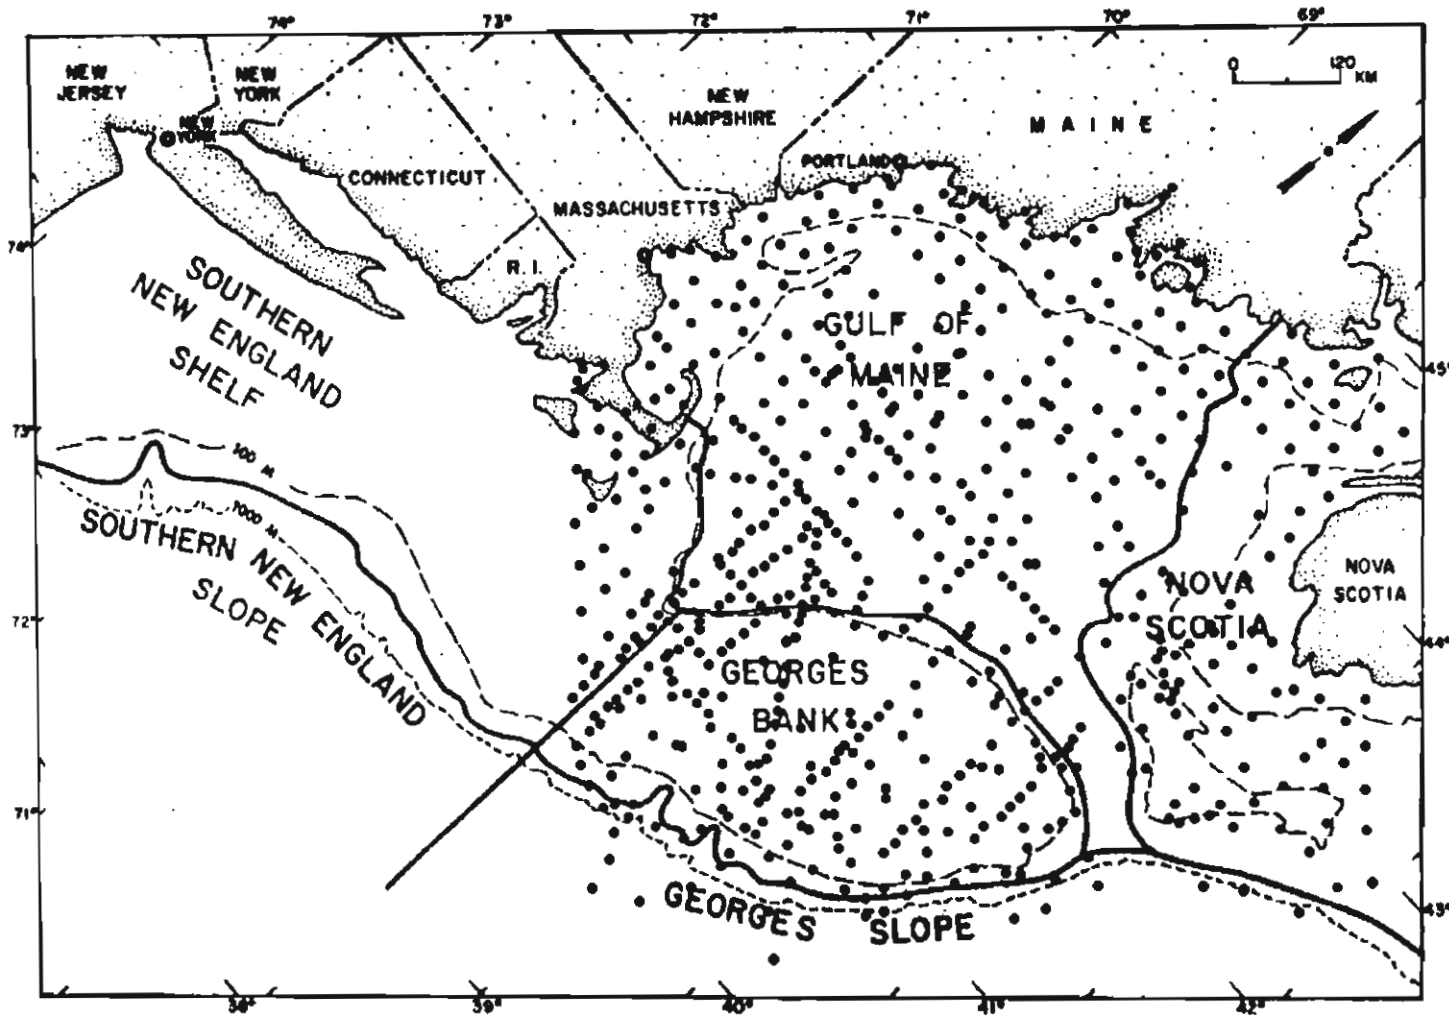 74° 73° 72° 71° 70° 69°
NEW
JERSEY
NEW
YORK
NEW
YORK
CONNECTICUT
MASSACHUSETTS
R. I.
NEW
HAMPSHIRE
PORTLAND
MAINE
0 120
KM
74°
SOUTHERN
NEW ENGLAND
SHELF
GULF OF
MAINE
45°
73°
100 M
1000 M
SOUTHERN NEW ENGLAND
SLOPE
NOVA
SCOTIA
NOVA
SCOTIA
72°
44°
GEORGES
BANK
71°
GEORGES SLOPE
43°
39° 40° 41° 42°